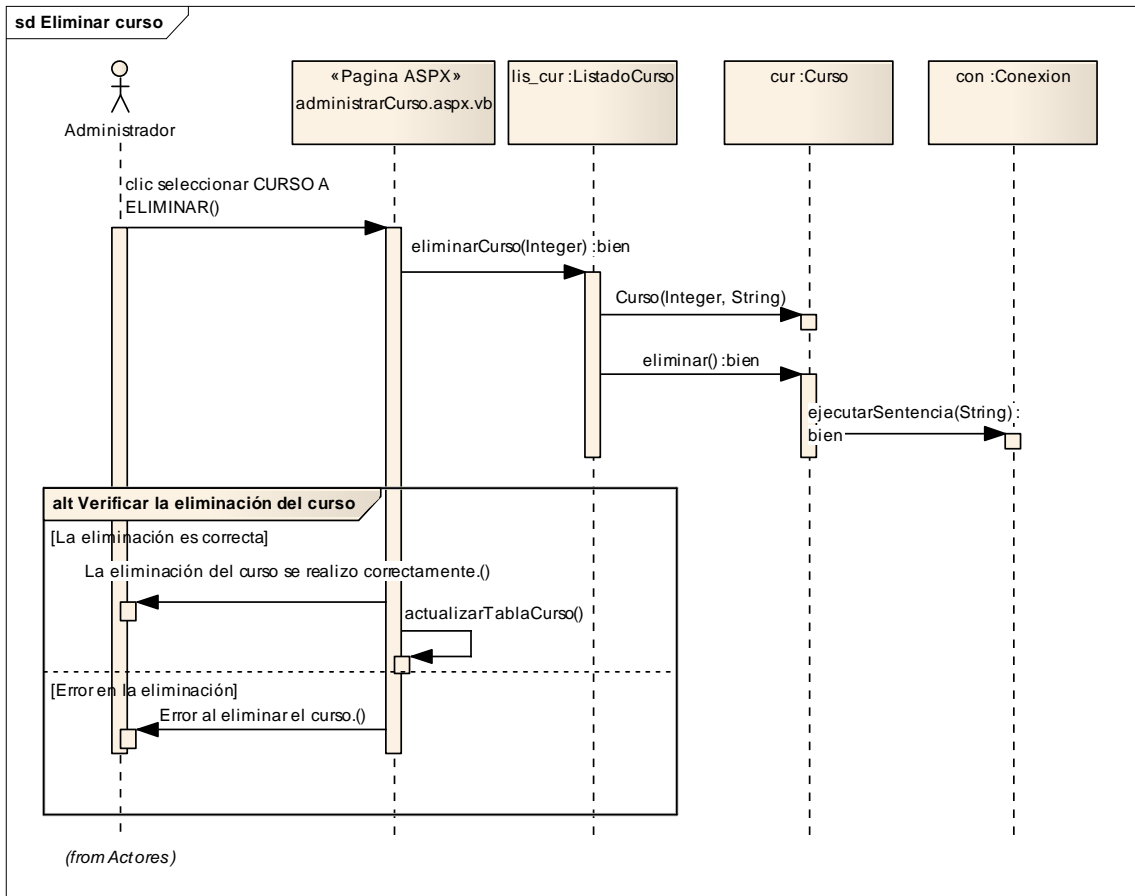 sd Eliminar curso
Administrador
«Pagina ASPX»
administrarCurso.aspx.vb
lis_cur :ListadoCurso
cur :Curso
con :Conexion
clic seleccionar CURSO A
ELIMINAR()
eliminarCurso(Integer) :bien
Curso(Integer, String)
eliminar() :bien
ejecutarSentencia(String) :
bien
alt Verificar la eliminación del curso
[La eliminación es correcta]
La eliminación del curso se realizo correctamente.()
actualizarTablaCurso()
[Error en la eliminación]
Error al eliminar el curso.()
(from Actores)